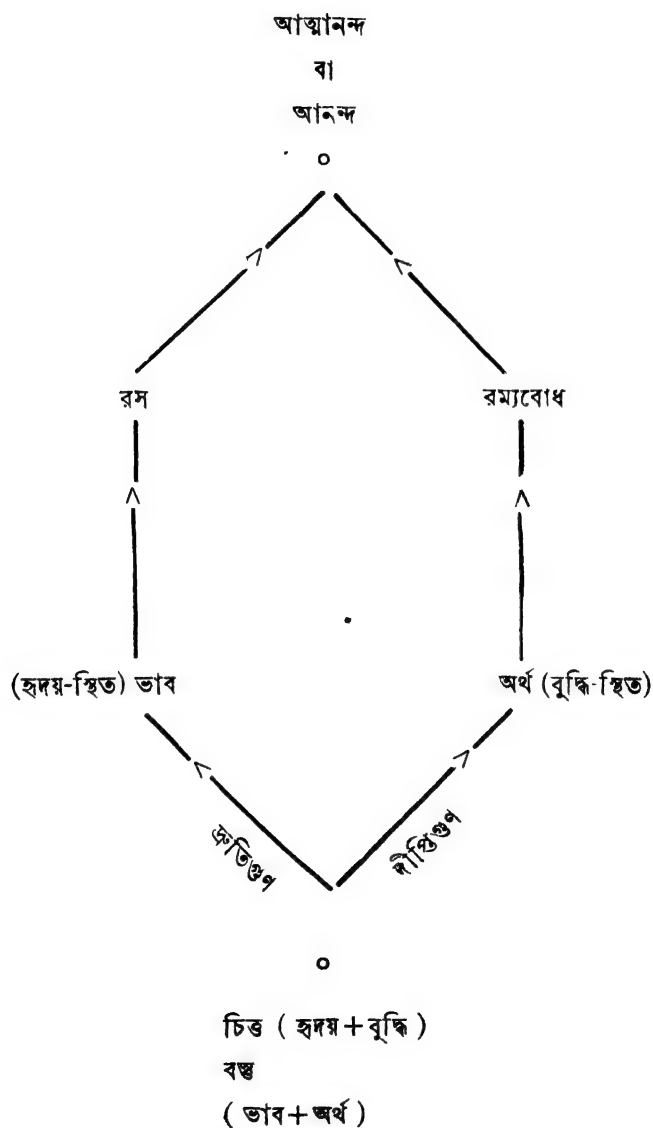 আত্মানন্দ
বা
আনন্দ
রস রম্যবোধ
(হৃদয়-স্থিত) ভাব অর্থ (বুদ্ধি-স্থিত)
দ্রুতিগুণ দীপ্তিগুণ
চিত্ত ( হৃদয়+বুদ্ধি )
বস্তু
( ভাব+অর্থ )